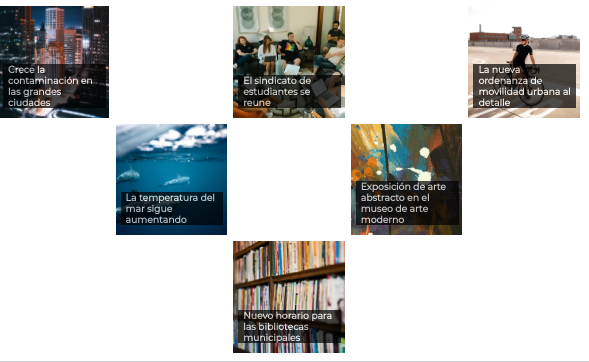 Crece la
contaminación en
las grandes
ciudades
El sindicato de
estudiantes se
reune
La nueva
ordenanza de
movilidad urbana al
detalle
La temperatura del
mar sigue
aumentando
Exposición de arte
abstracto en el
museo de arte
moderno
Nuevo horario para
las bibliotecas
municipales